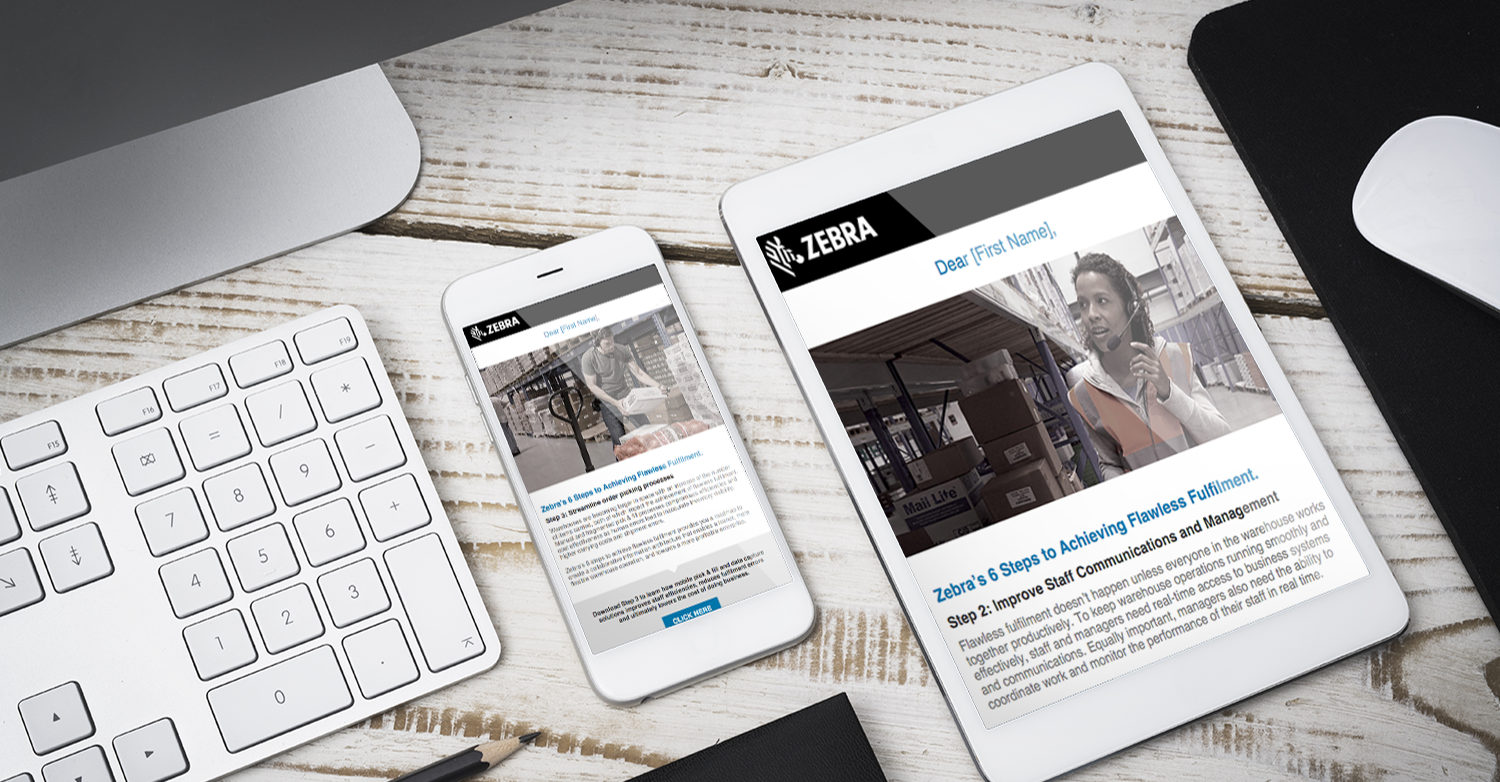 F15
F16
F17
F18
F19
=
/
*
7
8
9
-
4
5
6
+
1
2
3
0
.
ZEBRA
Dear [First Name],
Zebra's 6 Steps to Achieving Flawless Fulfilment.
Step 3: Streamline order picking processes
Download Step 3 to learn how mobile pick & fill and data capture
solutions improve staff efficiencies, reduces fulfilment errors
and ultimately lowers the cost of doing business.
CLICK HERE
ZEBRA
Dear [First Name],
Mail Lite
Zebra's 6 Steps to Achieving Flawless Fulfilment.
Step 2: Improve Staff Communications and Management
Flawless fulfilment doesn't happen unless everyone in the warehouse works
together productively. To keep warehouse operations running smoothly and
effectively, staff and managers need real-time access to business systems
and communications. Equally important, managers also need the ability to
coordinate work and monitor the performance of their staff in real time.